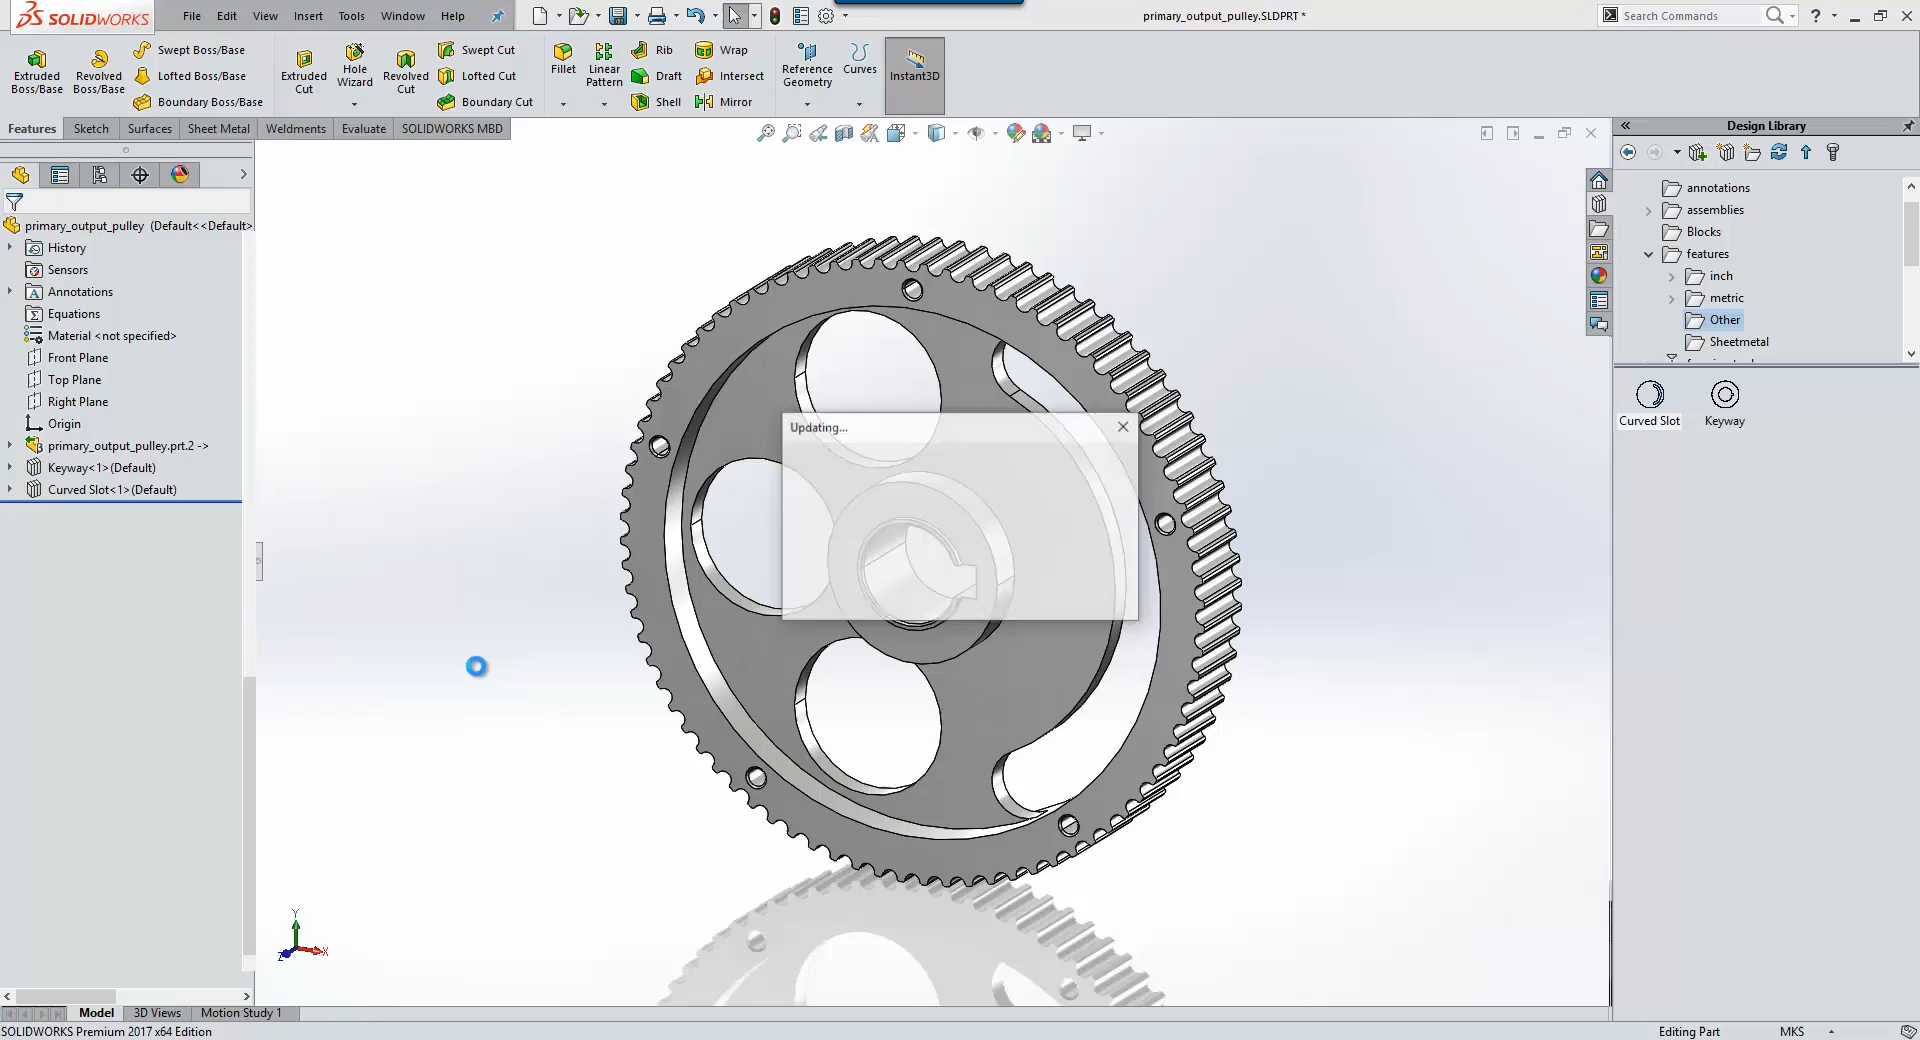 SOLIDWORKS
File Edit View Insert Tools Window Help
primary_output_pulley.SLDPRT *
Search Commands
Extruded Boss/Base
Revolved Boss/Base
Swept Boss/Base
Lofted Boss/Base
Boundary Boss/Base
Extruded Cut
Hole Wizard
Revolved Cut
Swept Cut
Lofted Cut
Boundary Cut
Fillet
Linear Pattern
Rib
Draft
Shell
Wrap
Intersect
Mirror
Reference Geometry
Curves
Instant3D
Features Sketch Surfaces Sheet Metal Weldments Evaluate SOLIDWORKS MBD
primary_output_pulley (Default<<Default>
History
Sensors
Annotations
Equations
Material <not specified>
Front Plane
Top Plane
Right Plane
Origin
primary_output_pulley.prt.2 ->
Keyway<1>(Default)
Curved Slot<1>(Default)
Updating...
Y
X
Z
Design Library
annotations
assemblies
Blocks
features
inch
metric
Other
Sheetmetal
Curved Slot
Keyway
Model 3D Views Motion Study 1
SOLIDWORKS Premium 2017 x64 Edition
Editing Part
MKS